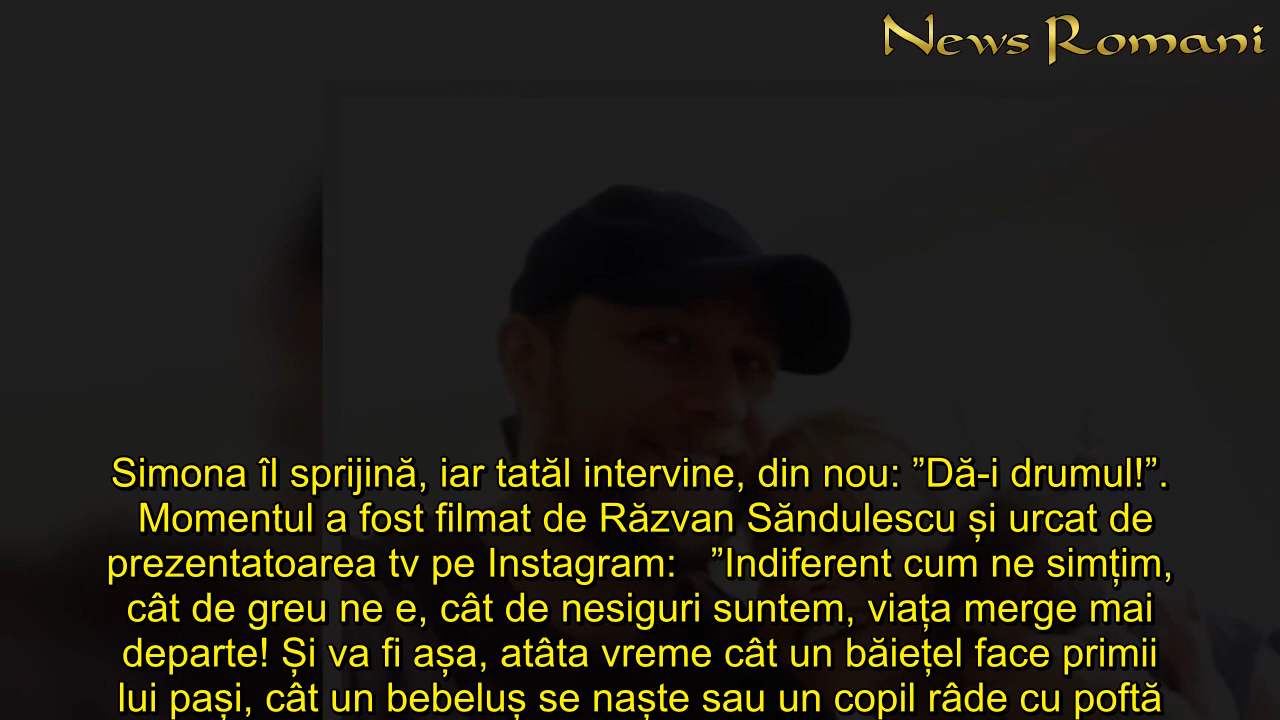 News Romani
Simona îl sprijină, iar tatăl intervine, din nou: ”Dă-i drumul!”.
Momentul a fost filmat de Răzvan Săndulescu și urcat de
prezentatoarea tv pe Instagram: ”Indiferent cum ne simțim,
cât de greu ne e, cât de nesiguri suntem, viața merge mai
departe! Și va fi așa, atâta vreme cât un băiețel face primii
lui pași, cât un bebeluș se naște sau un copil râde cu poftă